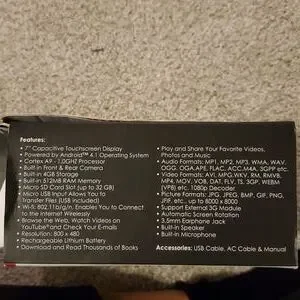 Features:
• 7" Capacitive Touchscreen Display
• Powered by Android™ 4.1 Operating System
• Cortex A9 - 1.0GHZ Processor
• Built-in Front & Rear Camera
• Built-in 4GB Storage
• Built-in 512MB RAM Memory
• Micro SD Card Slot (up to 32 GB)
• Micro USB Input Allows You to
Transfer Files (USB Included)
• Wi-fi: 802.11b/g/n, Enables You to Connect
to the Internet Wirelessly
• Browse the Web, Watch Videos on
YouTube® and Check Your E-mails
• Resolution: 800 x 480
• Rechargeable Lithium Battery
• Download and Read Thousands of Books
• Play and Share Your Favorite Videos,
Photos and Music
• Audio Formats: MP1, MP2, MP3, WMA, WAV,
OGG, OGA, APE, FLAC, ACC, M4A, 3GPP etc.
• Video Formats: AVI, MPG, WKV, RM, RMVB,
MP4, MOV, VOB, DAT, FLV, TS, 3GP, WEBM
(VP8) etc. 1080p Decoder
• Picture Formats: JPG, JPEG, BMP, GIF, PNG,
JFIF, etc., up to 8000 x 8000
• Support External 3G Module
• Automatic Screen Rotation
• 3.5mm Earphone Jack
• Built-in Speaker
• Built-in Microphone
Accessories: USB Cable, AC Cable & Manual